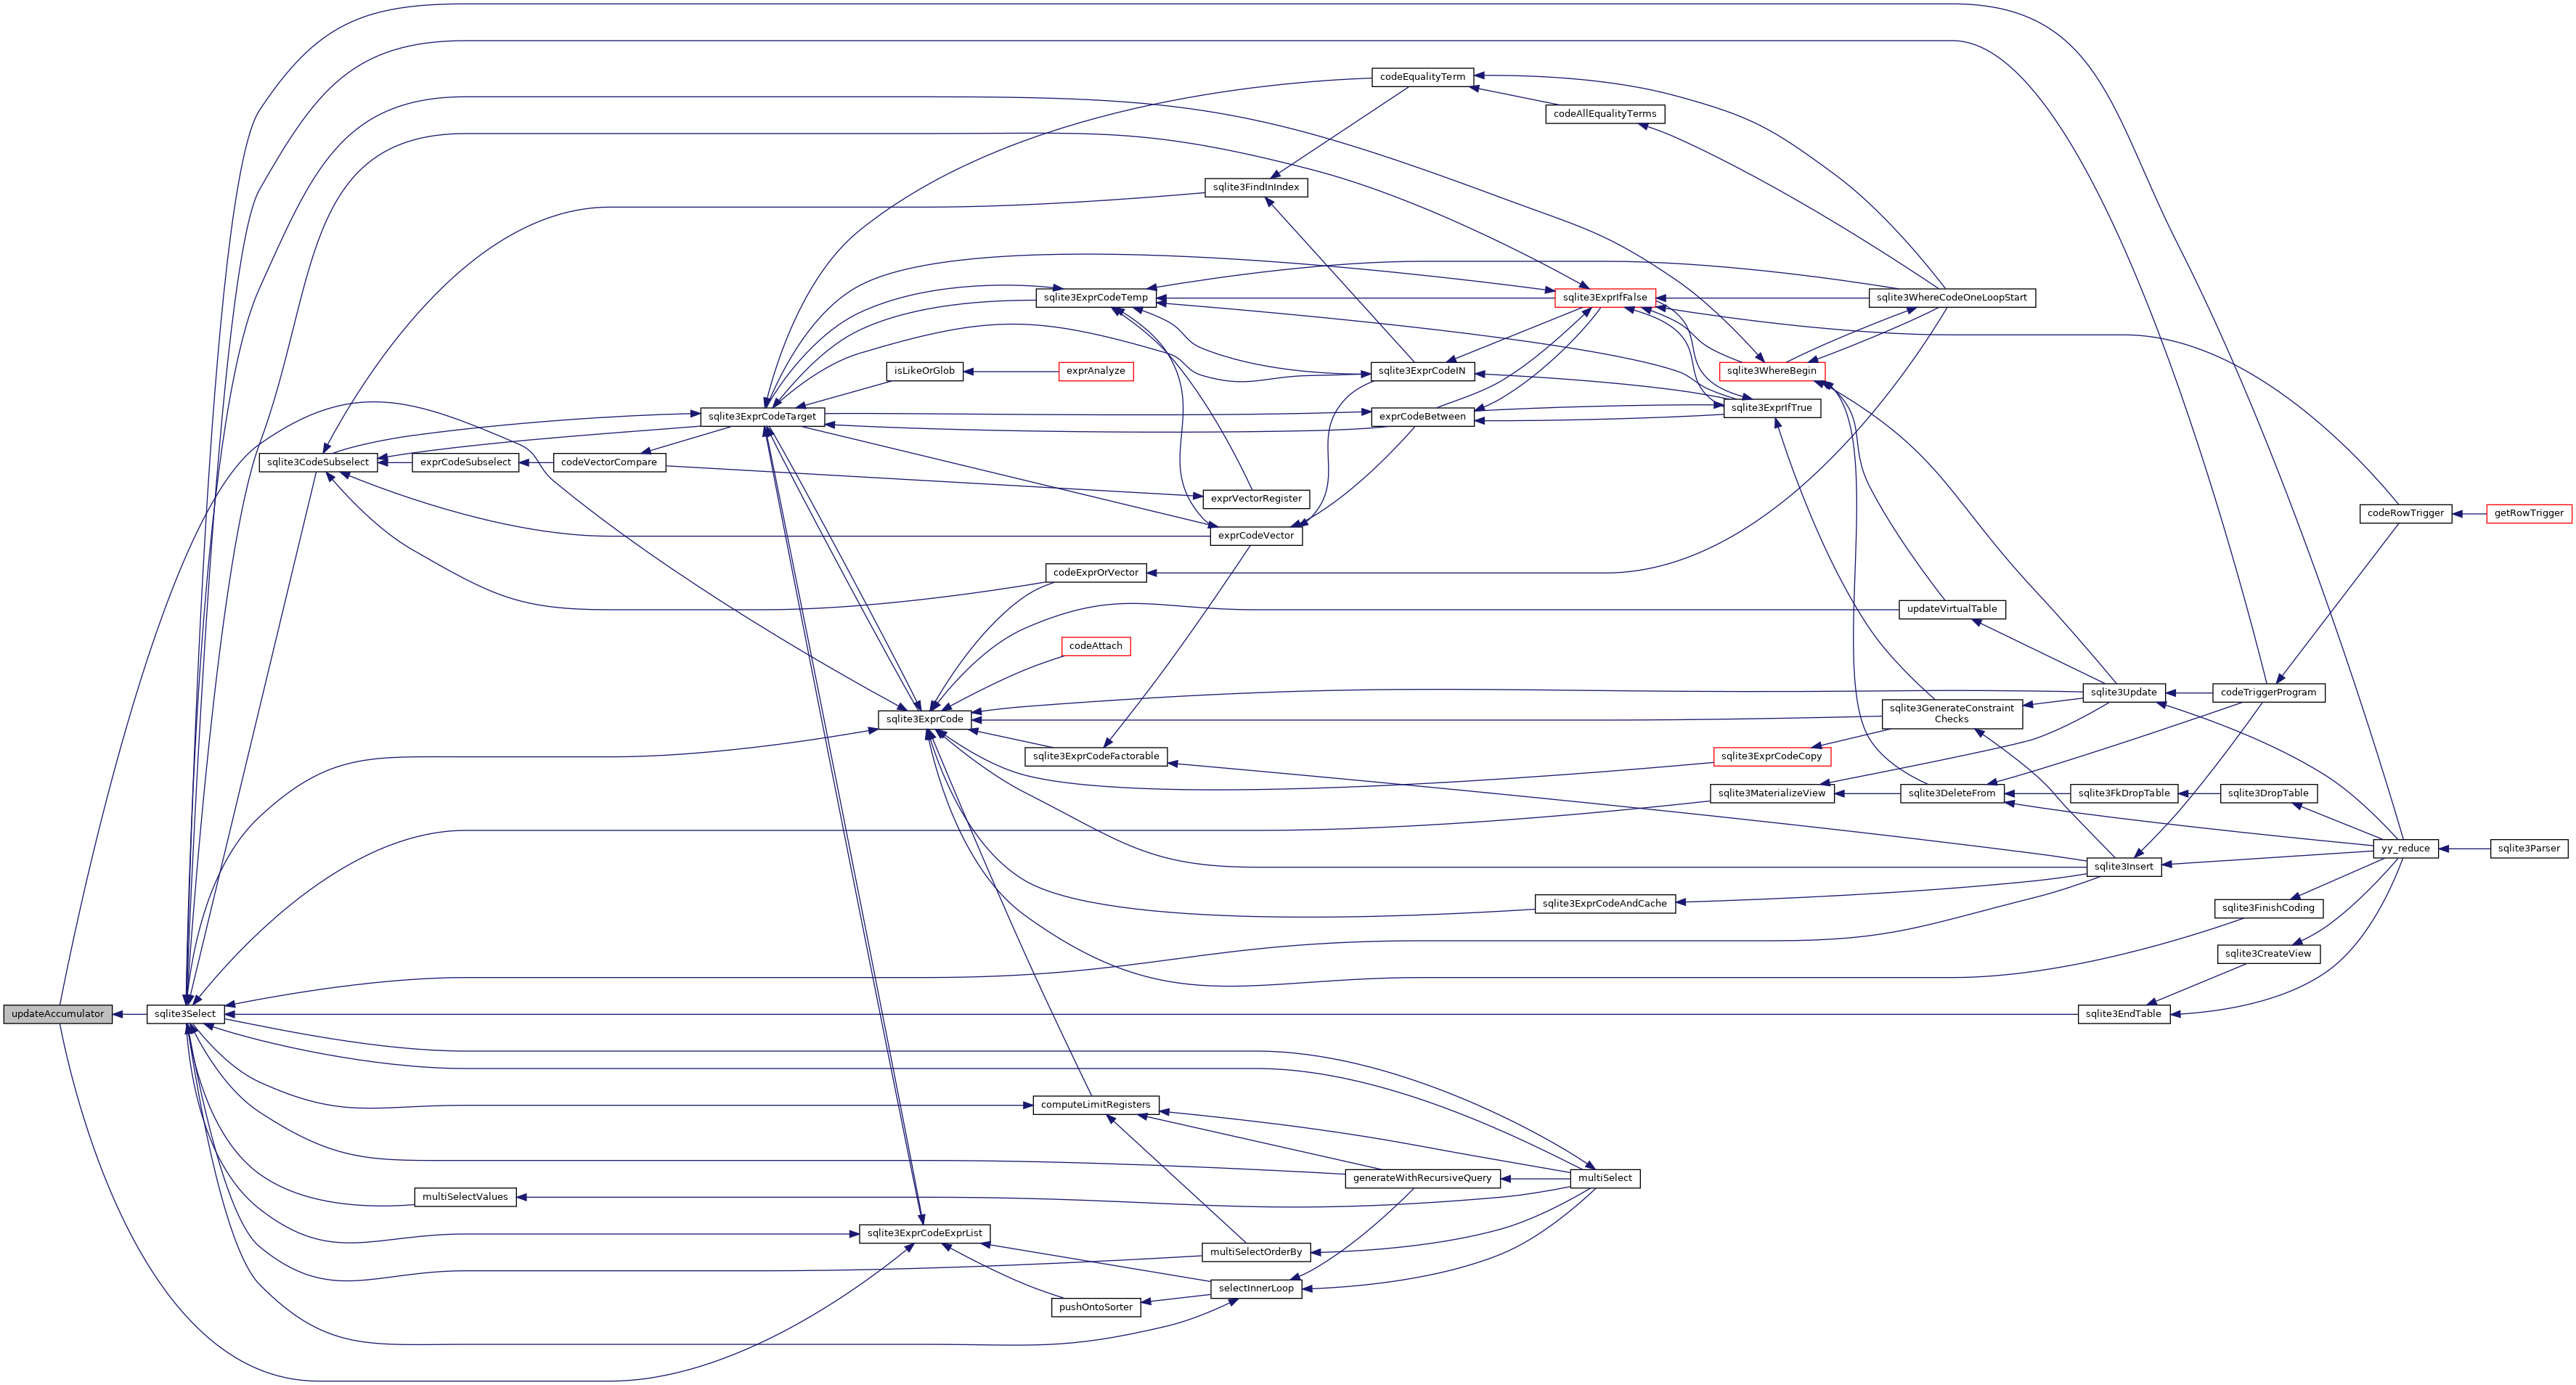 codeEqualityTerm
codeAllEqualityTerms
sqlite3FindInIndex
sqlite3ExprCodeTemp
sqlite3ExprIfFalse
sqlite3WhereCodeOneLoopStart
isLikeOrGlob
exprAnalyze
sqlite3ExprCodeIN
sqlite3WhereBegin
sqlite3ExprCodeTarget
exprCodeBetween
sqlite3ExprIfTrue
sqlite3CodeSubselect
exprCodeSubselect
codeVectorCompare
exprVectorRegister
codeRowTrigger
getRowTrigger
exprCodeVector
codeExprOrVector
updateVirtualTable
codeAttach
sqlite3Update
codeTriggerProgram
sqlite3ExprCode
sqlite3GenerateConstraint
Checks
sqlite3ExprCodeFactorable
sqlite3ExprCodeCopy
sqlite3MaterializeView
sqlite3DeleteFrom
sqlite3FkDropTable
sqlite3DropTable
yy_reduce
sqlite3Parser
sqlite3Insert
sqlite3ExprCodeAndCache
sqlite3FinishCoding
sqlite3CreateView
updateAccumulator
sqlite3Select
sqlite3EndTable
computeLimitRegisters
generateWithRecursiveQuery
multiSelect
multiSelectValues
sqlite3ExprCodeExprList
multiSelectOrderBy
selectInnerLoop
pushOntoSorter